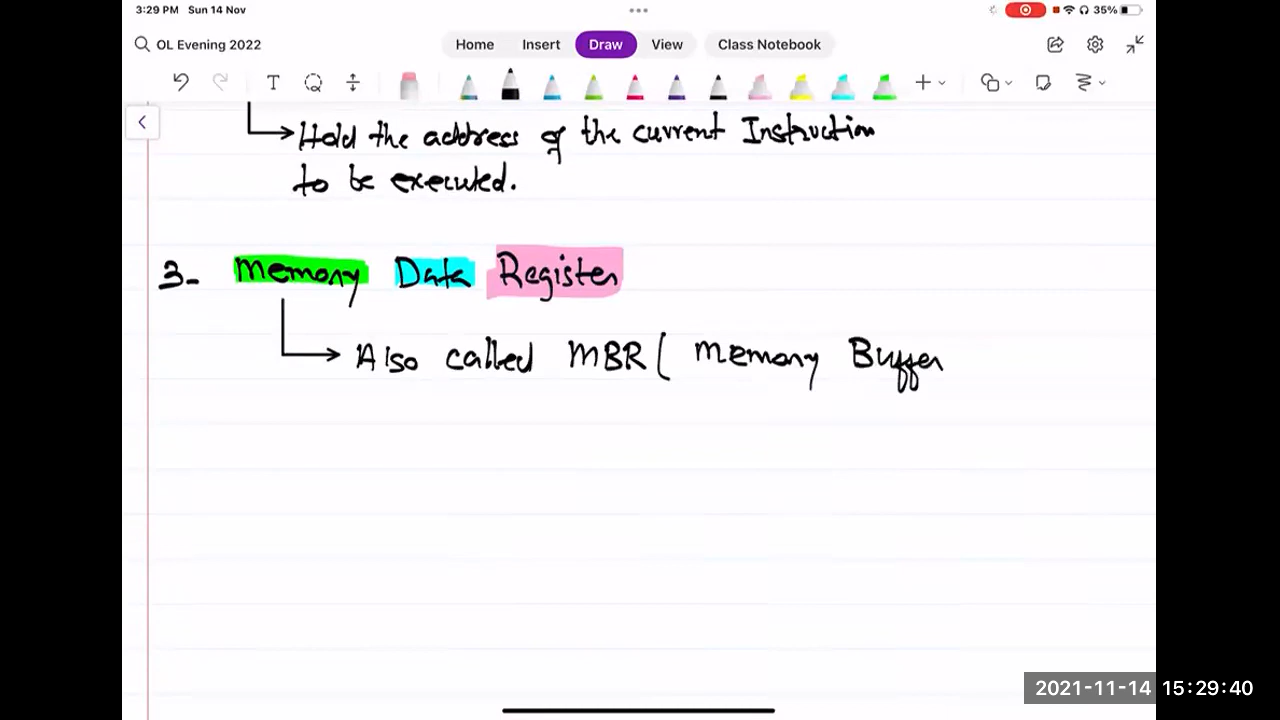 3:29 PM Sun 14 Nov
35%
OL Evening 2022
Home Insert Draw View Class Notebook
Hold the address of the current Instruction
to be executed.
3- Memory Data Register
Also called MBR ( Memory Buffer
2021-11-14 15:29:40